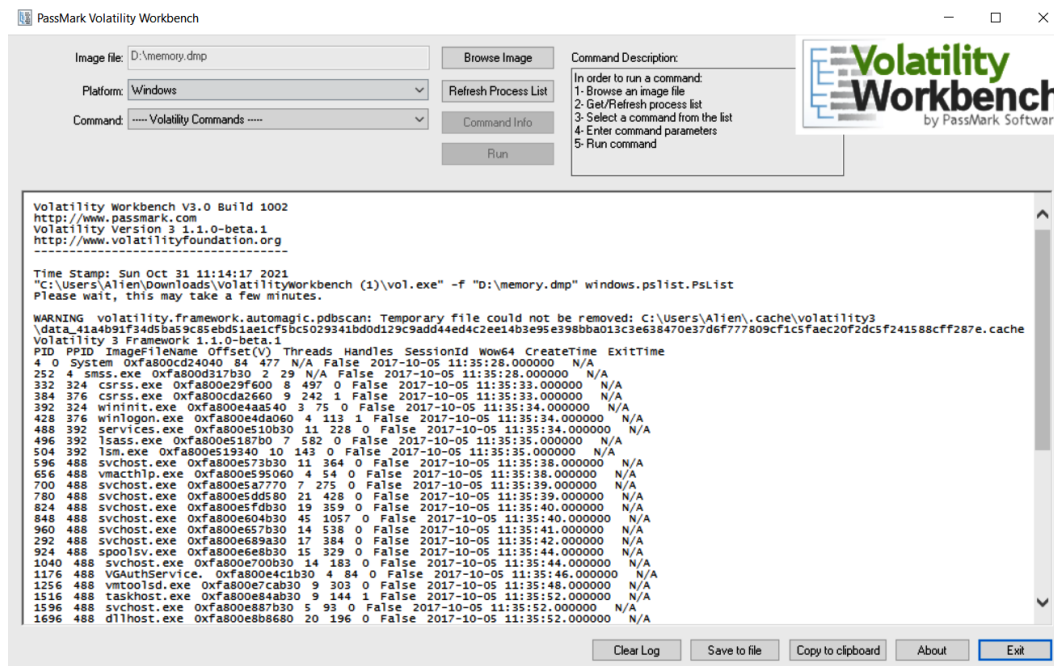 PassMark Volatility Workbench
Image file: D:\memory.dmp
Browse Image
Platform: Windows
Refresh Process List
Command: ----- Volatility Commands -----
Command Info
Run
Command Description:
In order to run a command:
1- Browse an image file
2- Get/Refresh process list
3- Select a command from the list
4- Enter command parameters
5- Run command
Volatility
Workbench
by PassMark Softwar
Volatility Workbench V3.0 Build 1002
http://www.passmark.com
Volatility Version 3 1.1.0-beta.1
http://www.volatilityfoundation.org
------------------------------------
Time Stamp: Sun Oct 31 11:14:17 2021
"C:\Users\Alien\Downloads\VolatilityWorkbench (1)\vol.exe" -f "D:\memory.dmp" windows.pslist.PsList
Please wait, this may take a few minutes.
WARNING  volatility.framework.automagic.pdbscan: Temporary file could not be removed: C:\Users\Alien\.cache\volatility3
\data_41a4b91f34d5ba59c85ebd51ae1cf5bc5029341bd0d129c9add44ed4c2ee14b3e95e398bba013c3e638470e37d6f777809cf1c5faec20f2dc5f241588cff287e.cache
Volatility 3 Framework 1.1.0-beta.1
PID PPID ImageFileName Offset(V) Threads Handles SessionId Wow64 CreateTime ExitTime
4 0 System 0xfa800cd24040 84 477 N/A False 2017-10-05 11:35:28.000000 N/A
252 4 smss.exe 0xfa800d317b30 2 29 N/A False 2017-10-05 11:35:28.000000 N/A
332 324 csrss.exe 0xfa800e29f600 8 497 0 False 2017-10-05 11:35:33.000000 N/A
384 376 csrss.exe 0xfa800cda2660 9 242 1 False 2017-10-05 11:35:33.000000 N/A
392 324 wininit.exe 0xfa800e4aa540 3 75 0 False 2017-10-05 11:35:34.000000 N/A
428 376 winlogon.exe 0xfa800e4da060 4 113 1 False 2017-10-05 11:35:34.000000 N/A
488 392 services.exe 0xfa800e510b30 11 228 0 False 2017-10-05 11:35:34.000000 N/A
496 392 lsass.exe 0xfa800e5187b0 7 582 0 False 2017-10-05 11:35:35.000000 N/A
504 392 lsm.exe 0xfa800e519340 10 143 0 False 2017-10-05 11:35:35.000000 N/A
596 488 svchost.exe 0xfa800e573b30 11 364 0 False 2017-10-05 11:35:38.000000 N/A
656 488 vmacthlp.exe 0xfa800e595060 4 54 0 False 2017-10-05 11:35:38.000000 N/A
700 488 svchost.exe 0xfa800e5a7770 7 275 0 False 2017-10-05 11:35:39.000000 N/A
780 488 svchost.exe 0xfa800e5dd580 21 428 0 False 2017-10-05 11:35:39.000000 N/A
824 488 svchost.exe 0xfa800e5fdb30 19 359 0 False 2017-10-05 11:35:40.000000 N/A
848 488 svchost.exe 0xfa800e604b30 45 1057 0 False 2017-10-05 11:35:40.000000 N/A
960 488 svchost.exe 0xfa800e657b30 14 538 0 False 2017-10-05 11:35:41.000000 N/A
292 488 svchost.exe 0xfa800e689a30 17 384 0 False 2017-10-05 11:35:42.000000 N/A
924 488 spoolsv.exe 0xfa800e6e8b30 15 329 0 False 2017-10-05 11:35:44.000000 N/A
1040 488 svchost.exe 0xfa800e700b30 14 183 0 False 2017-10-05 11:35:44.000000 N/A
1176 488 VGAuthService. 0xfa800e4c1b30 4 84 0 False 2017-10-05 11:35:46.000000 N/A
1256 488 vmtoolsd.exe 0xfa800e7cab30 9 303 0 False 2017-10-05 11:35:48.000000 N/A
1516 488 taskhost.exe 0xfa800e84ab30 9 144 1 False 2017-10-05 11:35:52.000000 N/A
1596 488 svchost.exe 0xfa800e887b30 5 93 0 False 2017-10-05 11:35:52.000000 N/A
1696 488 dllhost.exe 0xfa800e8b8680 20 196 0 False 2017-10-05 11:35:52.000000 N/A
Clear Log
Save to file
Copy to clipboard
About
Exit